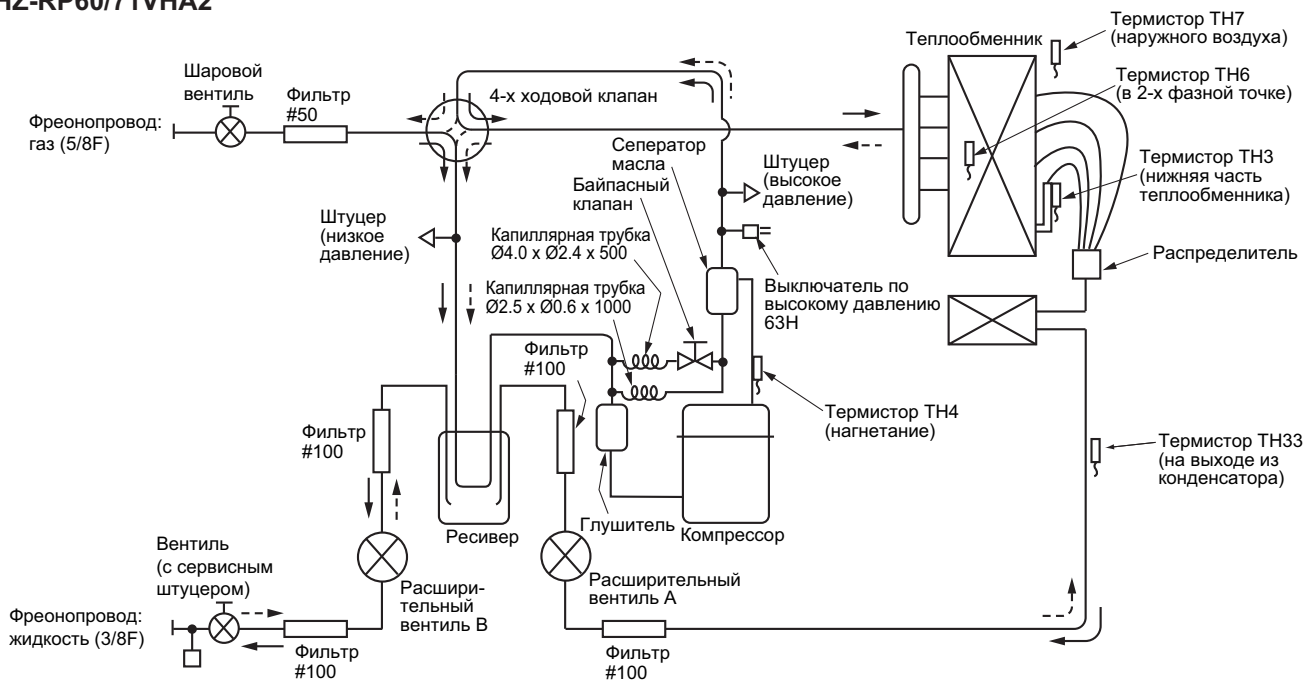 HZ-RP60/71VHA2
Термистор TH7
(наружного воздуха)
Теплообменник
Термистор TH6
(в 2-х фазной точке)
Шаровой
вентиль
Фильтр
#50
4-х ходовой клапан
Фреонопровод:
газ (5/8F)
Сеператор
масла
Штуцер
(высокое
давление)
Термистор TH3
(нижняя часть
теплообменника)
Байпасный
клапан
Штуцер
(низкое
давление)
Капиллярная трубка
Ø4.0 x Ø2.4 x 500
Распределитель
Капиллярная трубка
Ø2.5 x Ø0.6 x 1000
Выключатель по
высокому давлению
63H
Фильтр
#100
Термистор TH4
(нагнетание)
Фильтр
#100
Термистор TH33
(на выходе из
конденсатора)
Ресивер
Глушитель
Компрессор
Вентиль
(с сервисным
штуцером)
Расшири-
тельный
вентиль B
Расширительный
вентиль A
Фреонопровод:
жидкость (3/8F)
Фильтр
#100
Фильтр
#100